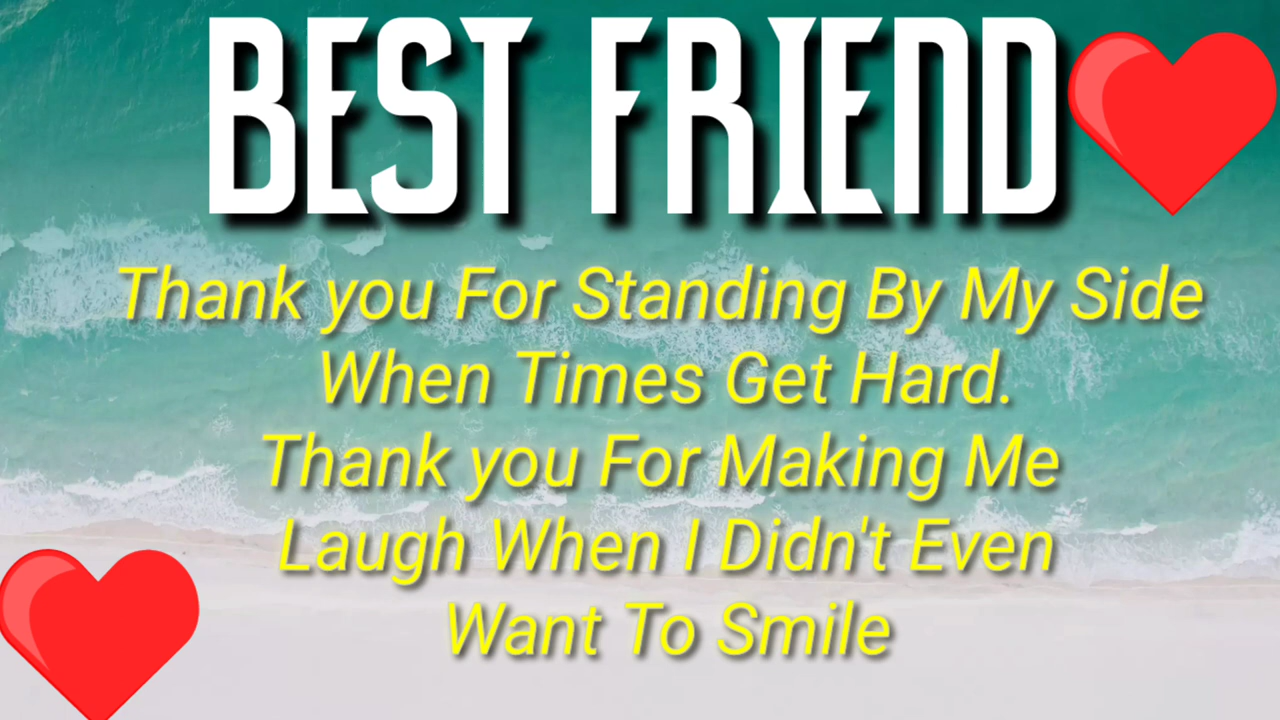 BEST FRIEND
Thank you For Standing By My Side
When Times Get Hard.
Thank you For Making Me
Laugh When I Didn't Even
Want To Smile